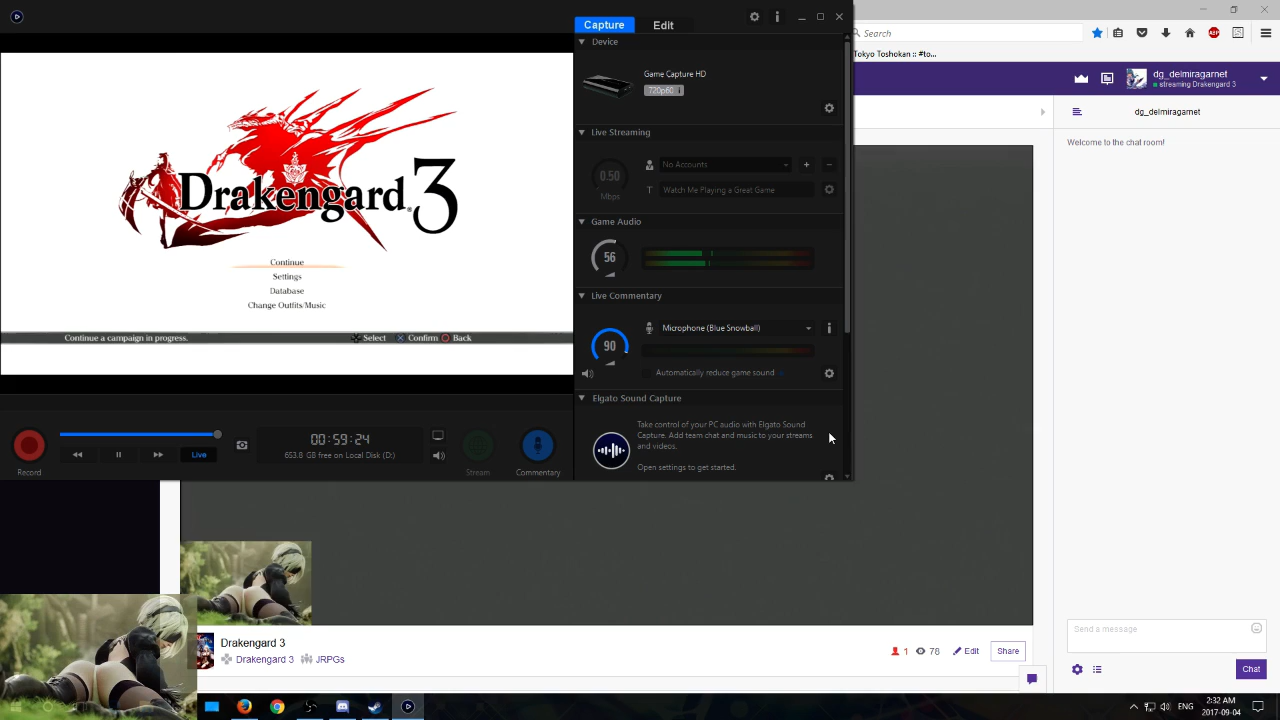 Capture
Edit
Device
Game Capture HD
720p60
Live Streaming
0.50
Mbps
No Accounts
T
Watch Me Playing a Great Game
Game Audio
56
Live Commentary
90
Microphone (Blue Snowball)
Automatically reduce game sound
Elgato Sound Capture
Take control of your PC audio with Elgato Sound
Capture. Add team chat and music to your streams
and videos.
Open settings to get started.
Drakengard 3
Continue
Settings
Database
Change Outfits/Music
Continue a campaign in progress.
Select
Confirm
Back
Live
00:59:24
653.8 GB free on Local Disk (D:)
Record
Stream
Commentary
Search
ABP
Tokyo Toshokan :: #to...
dg_delmiragarnet
streaming Drakengard 3
dg_delmiragarnet
Welcome to the chat room!
Drakengard 3
Drakengard 3
JRPGs
1
78
Edit
Share
Send a message
Chat
ENG
2:32 AM
2017-09-04